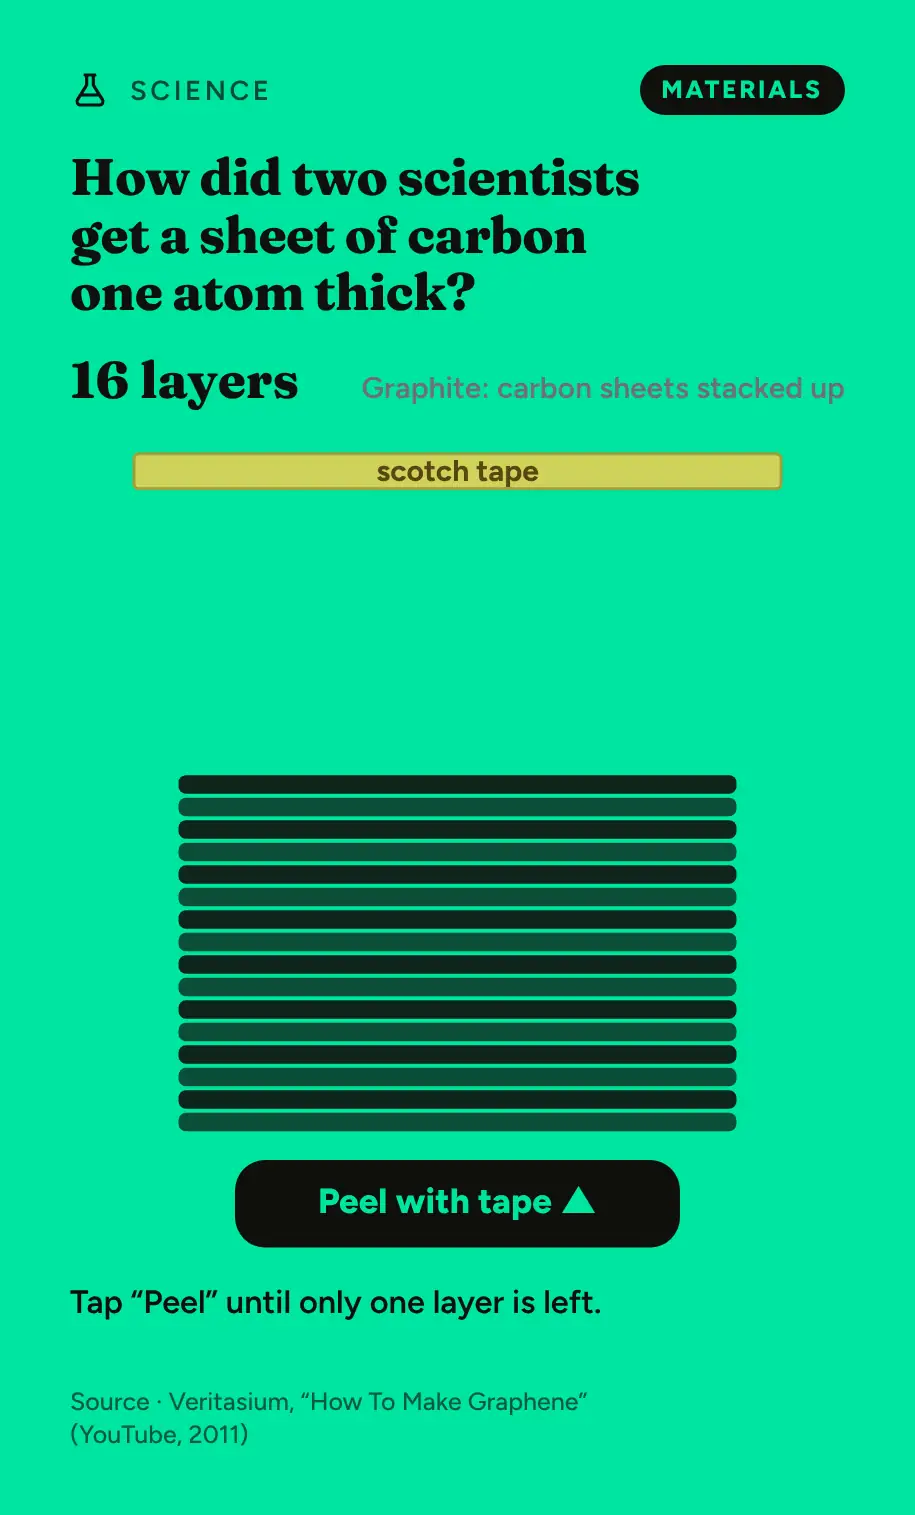 SCIENCE
MATERIALS
How did two scientists
get a sheet of carbon
one atom thick?
16 layers
Graphite: carbon sheets stacked up
scotch tape
Peel with tape ▲
Tap “Peel” until only one layer is left.
Source · Veritasium, “How To Make Graphene”
(YouTube, 2011)